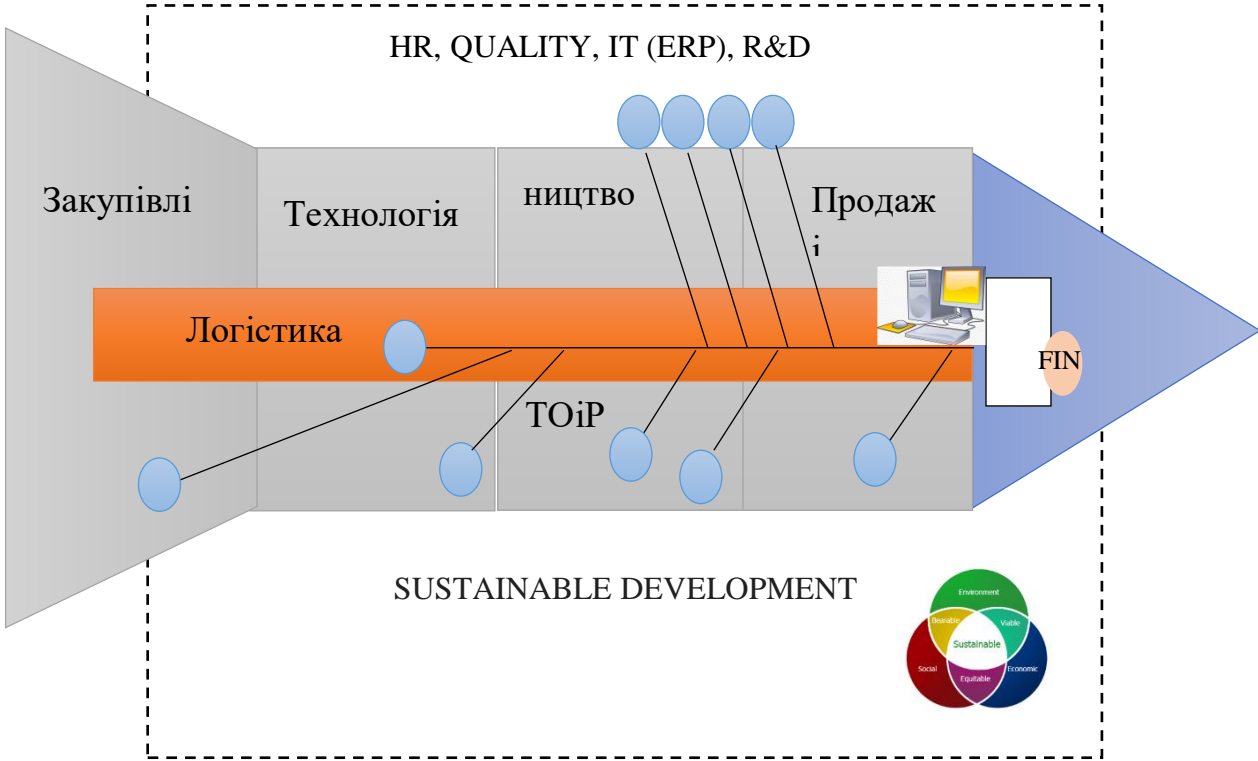 HR, QUALITY, IT (ERP), R&D
Закупівлі
Технологія
ництво
Продаж
і
Логістика
FIN
ТОіР
SUSTAINABLE DEVELOPMENT
Environment
Bearable
Viable
Sustainable
Social
Economic
Equitable